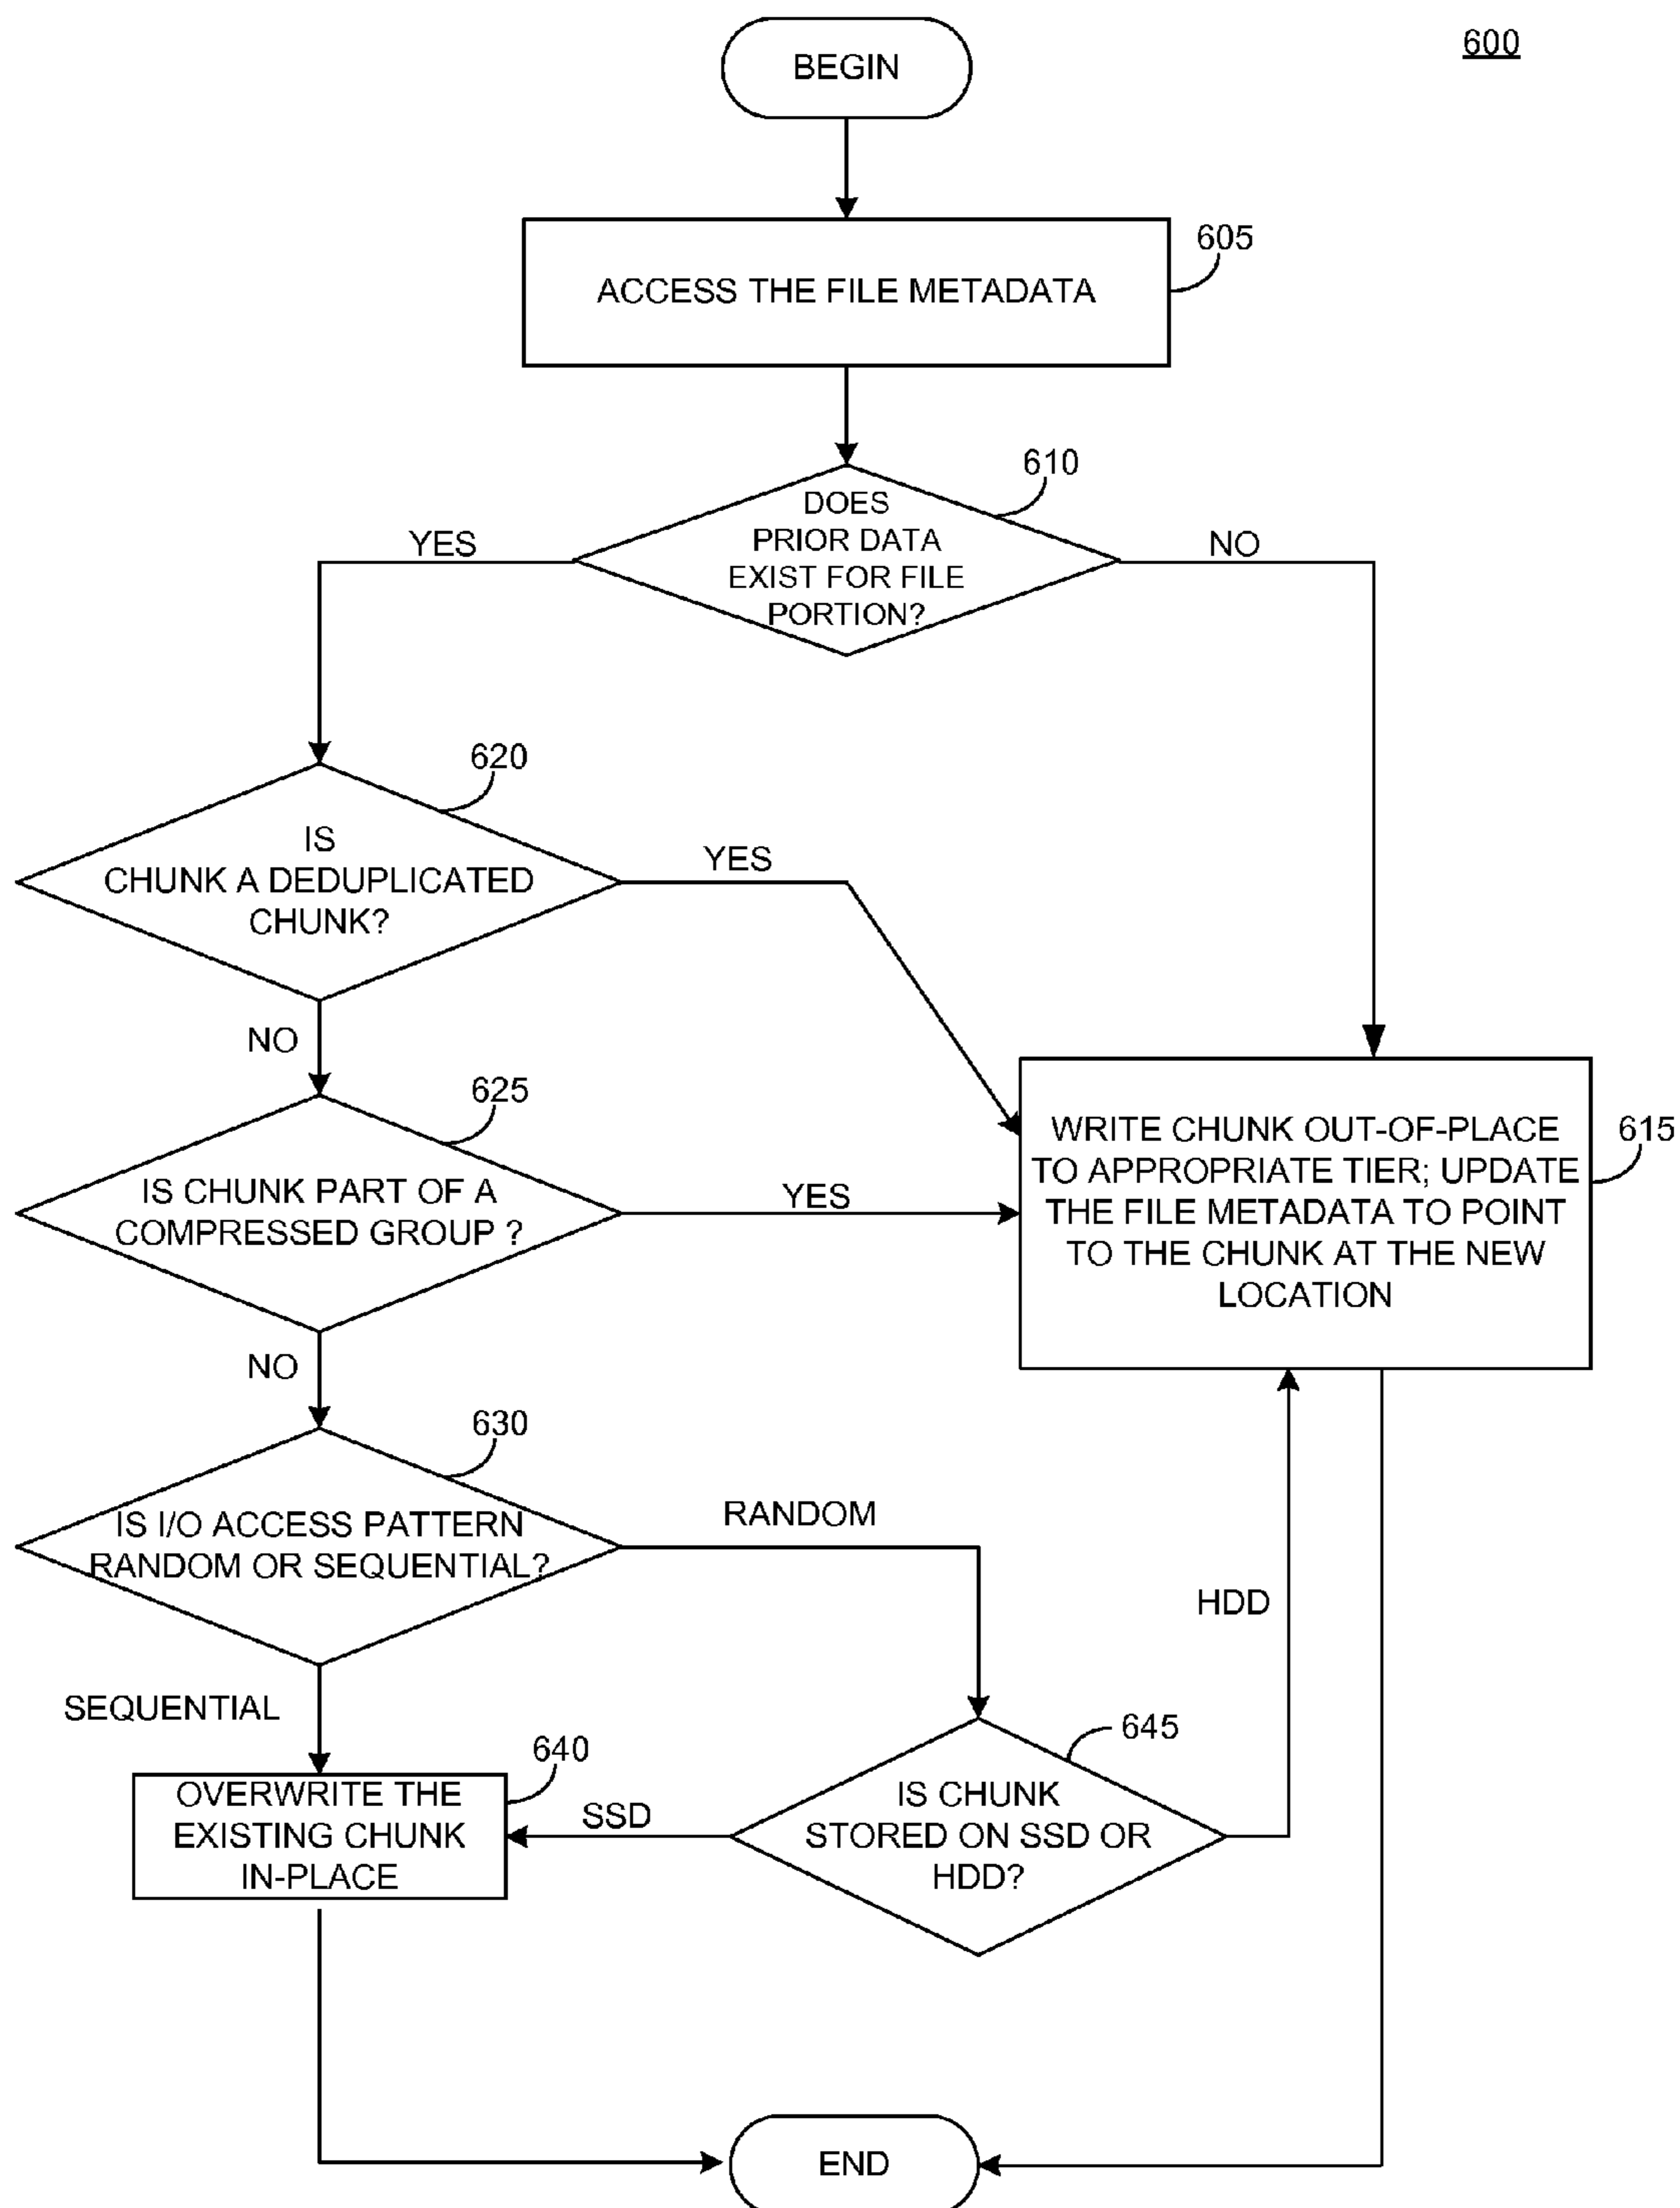 600
BEGIN
605
ACCESS THE FILE METADATA
610
DOES
PRIOR DATA
EXIST FOR FILE
PORTION?
YES
NO
620
IS
CHUNK A DEDUPLICATED
CHUNK?
YES
NO
625
IS CHUNK PART OF A
COMPRESSED GROUP ?
YES
NO
WRITE CHUNK OUT-OF-PLACE
TO APPROPRIATE TIER; UPDATE
THE FILE METADATA TO POINT
TO THE CHUNK AT THE NEW
LOCATION
615
630
IS I/O ACCESS PATTERN
RANDOM OR SEQUENTIAL?
RANDOM
HDD
SEQUENTIAL
640
OVERWRITE THE
EXISTING CHUNK
IN-PLACE
SSD
645
IS CHUNK
STORED ON SSD OR
HDD?
END